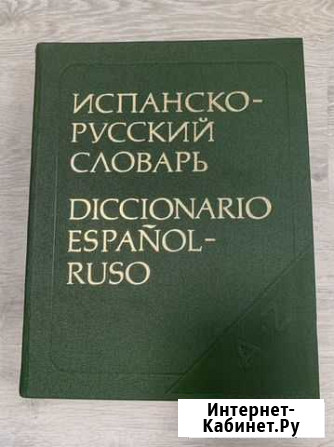 ИСПАНСКО-
РУССКИЙ
СЛОВАРЬ
DICCIONARIO
ESPAÑOL-
RUSO
A-Z
Интернет-
Кабинет.Ру